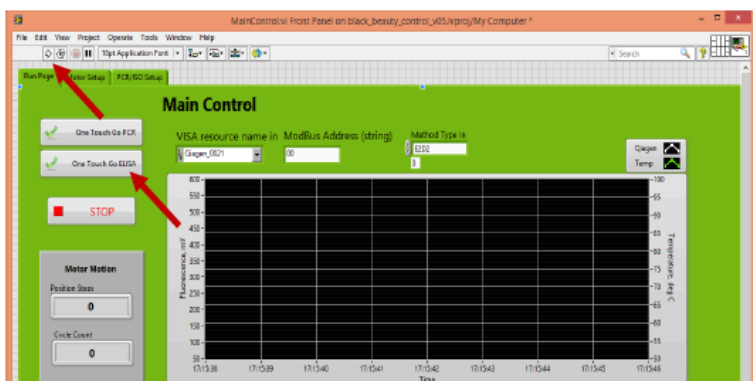 MainControl.vi Front Panel on black_beauty_control_v05.lvproj/My Computer *
File Edit View Project Operate Tools Window Help
10pt Application Font
Search
Run Page Motor Setup PCR/ISO Setup
Main Control
One Touch Go PCR
One Touch Go ELISA
STOP
VISA resource name in ModBus Address (string) Method Type In
Qiagen_0021 00 E2D2
3
Qiagen
Temp
Motor Motion
Position Steps
0
Cycle Count
0
Fluorescence, mV
600
550
500
450
400
350
300
250
200
150
100
50
Temperature, deg C
100
95
90
85
80
75
70
65
60
55
50
17:15:36 17:15:39 17:15:40 17:15:41 17:15:42 17:15:43 17:15:44 17:15:45 17:15:46
Time